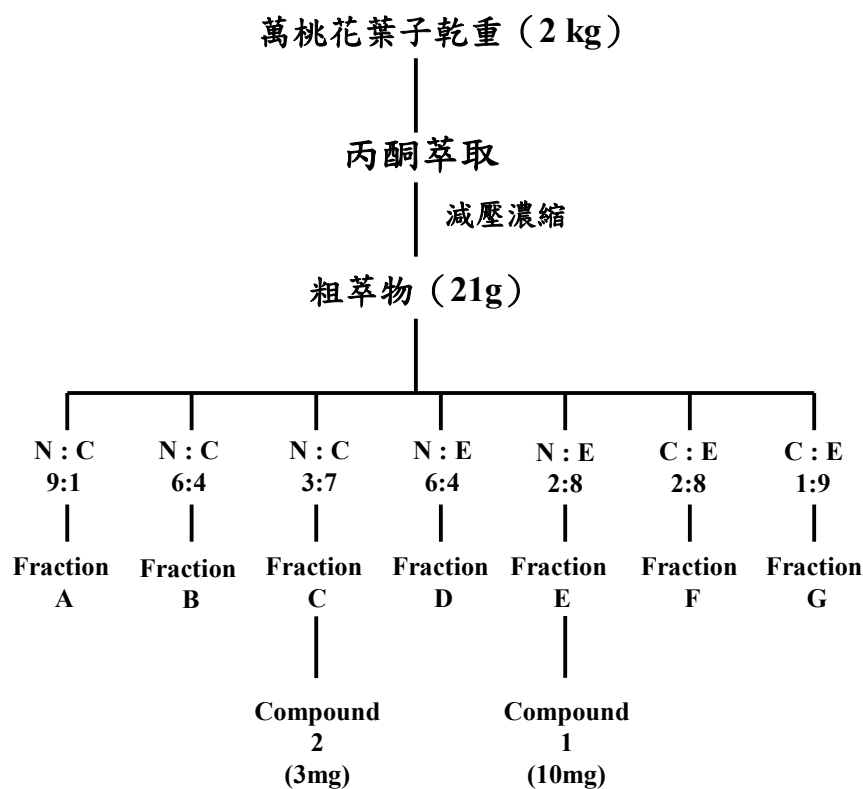 萬桃花葉子乾重（2 kg）
丙酮萃取
減壓濃縮
粗萃物（21g）
N : C
9:1
N : C
6:4
N : C
3:7
N : E
6:4
N : E
2:8
C : E
2:8
C : E
1:9
Fraction
A
Fraction
B
Fraction
C
Fraction
D
Fraction
E
Fraction
F
Fraction
G
Compound
2
(3mg)
Compound
1
(10mg)